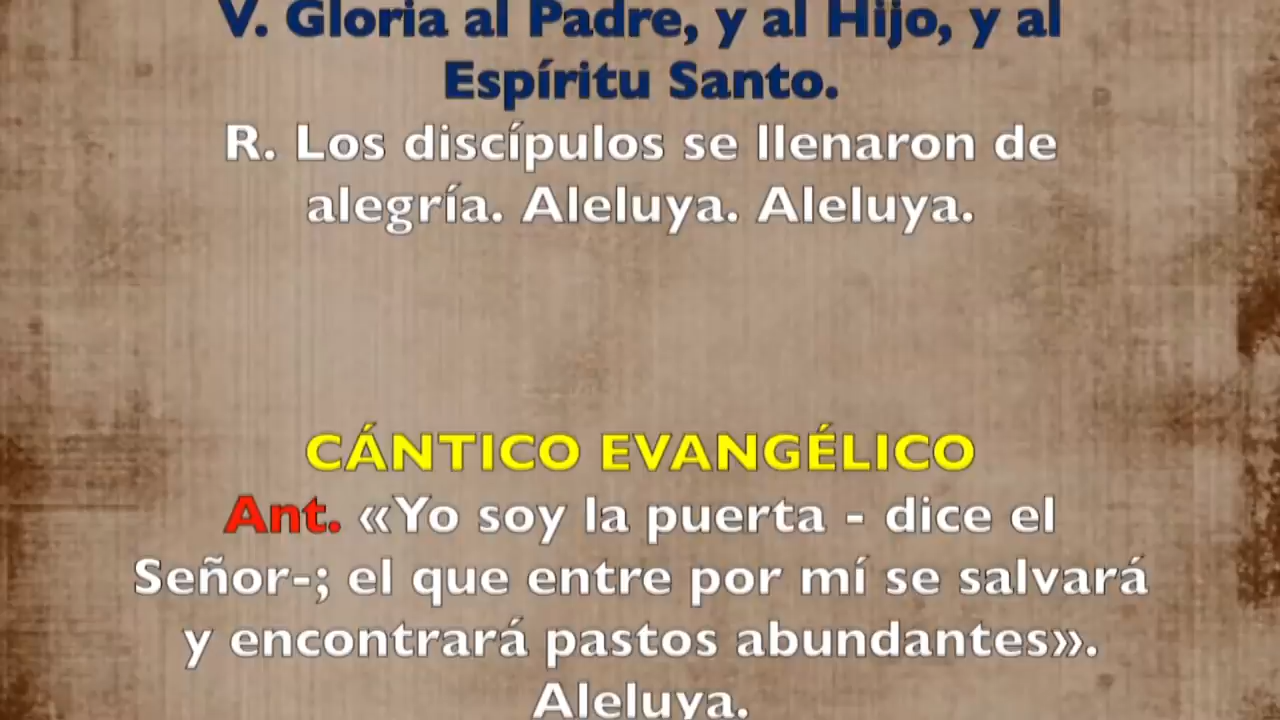 V. Gloria al Padre, y al Hijo, y al
Espíritu Santo.
R. Los discípulos se llenaron de
alegría. Aleluya. Aleluya.
CÁNTICO EVANGÉLICO
Ant. «Yo soy la puerta - dice el
Señor-; el que entre por mí se salvará
y encontrará pastos abundantes».
Aleluya.